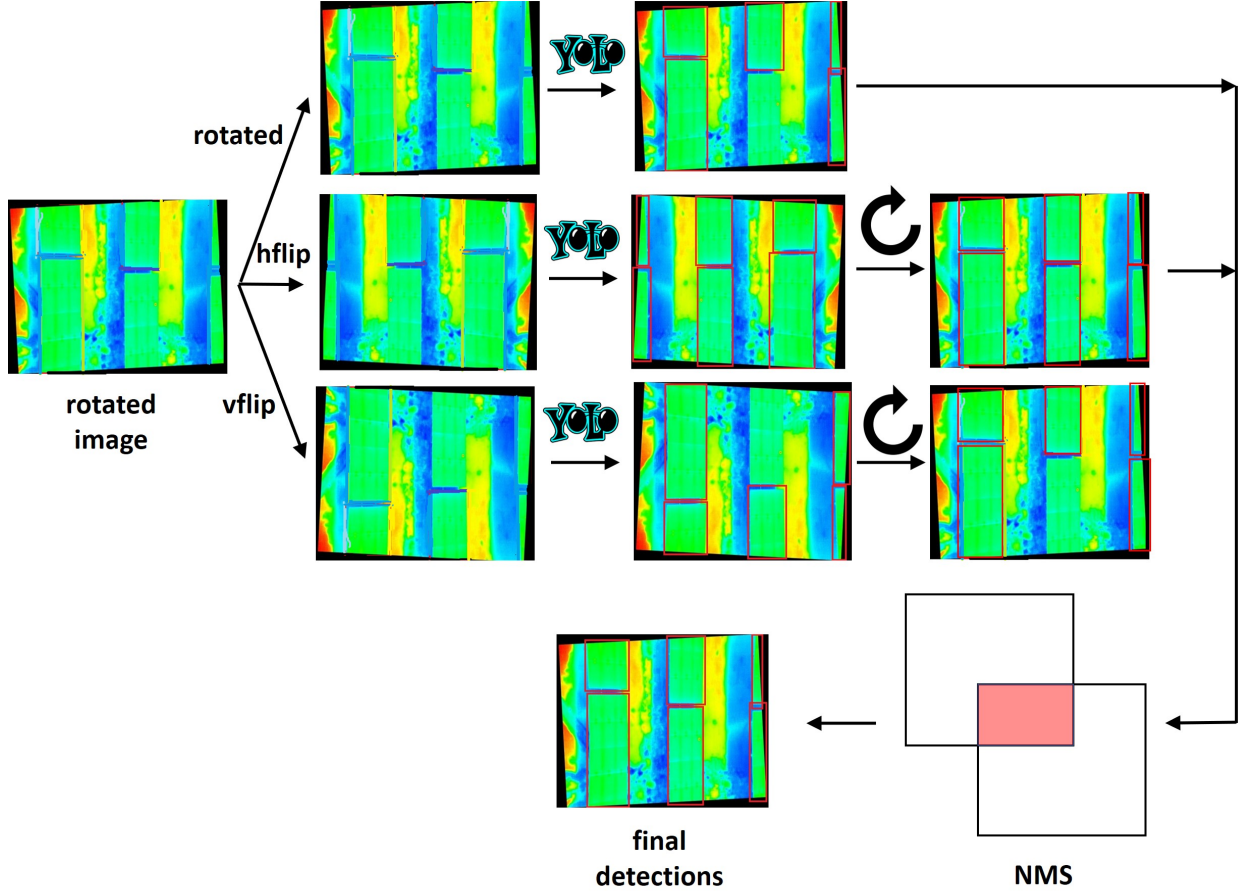 YOLO
rotated
hflip
YOLO
rotated
image
vflip
YOLO
final
detections
NMS